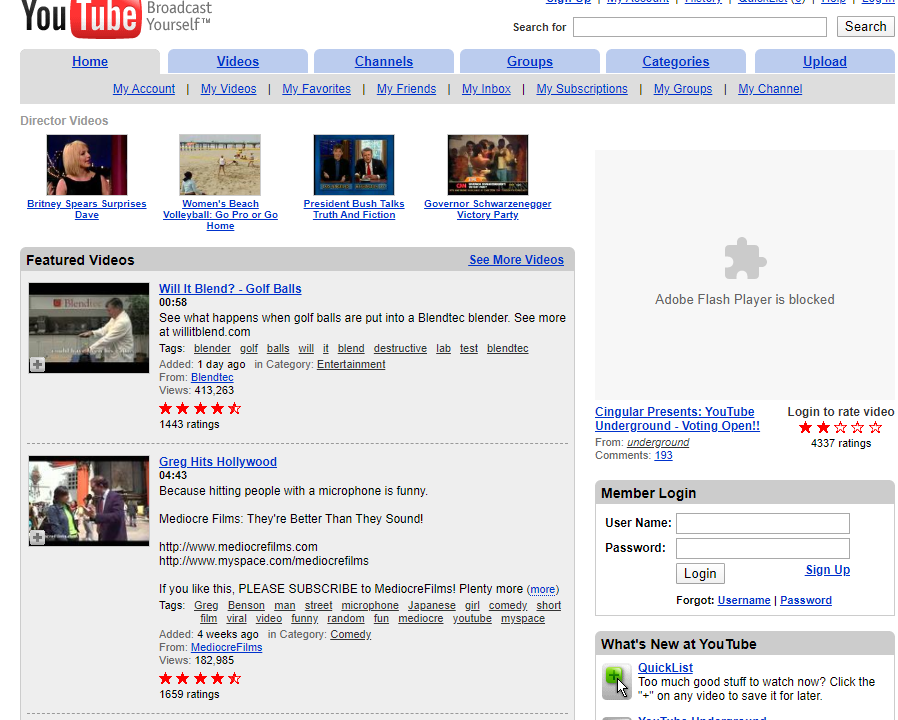 You Tube Broadcast Yourself™
Sign Up | My Account | History | QuickList (0) | Help | Log In
Search for Search
Home Videos Channels Groups Categories Upload
My Account | My Videos | My Favorites | My Friends | My Inbox | My Subscriptions | My Groups | My Channel
Director Videos
Britney Spears Surprises
Dave
Women's Beach
Volleyball: Go Pro or Go
Home
President Bush Talks
Truth And Fiction
CNN
Governor Schwarzenegger
Victory Party
Featured Videos See More Videos
Blendtec
Will It Blend? - Golf Balls
00:58
See what happens when golf balls are put into a Blendtec blender. See more
at willitblend.com
Tags: blender golf balls will it blend destructive lab test blendtec
Added: 1 day ago in Category: Entertainment
From: Blendtec
Views: 413,263
1443 ratings
Greg Hits Hollywood
04:43
Because hitting people with a microphone is funny.
Mediocre Films: They're Better Than They Sound!
http://www.mediocrefilms.com
http://www.myspace.com/mediocrefilms
If you like this, PLEASE SUBSCRIBE to MediocreFilms! Plenty more (more)
Tags: Greg Benson man street microphone Japanese girl comedy short
film viral video funny random fun mediocre youtube myspace
Added: 4 weeks ago in Category: Comedy
From: MediocreFilms
Views: 182,985
1659 ratings
Adobe Flash Player is blocked
Cingular Presents: YouTube
Underground - Voting Open!!
From: underground
Comments: 193
Login to rate video
4337 ratings
Member Login
User Name:
Password:
Login Sign Up
Forgot: Username | Password
What's New at YouTube
QuickList
Too much good stuff to watch now? Click the
"+" on any video to save it for later.
YouTube Underground